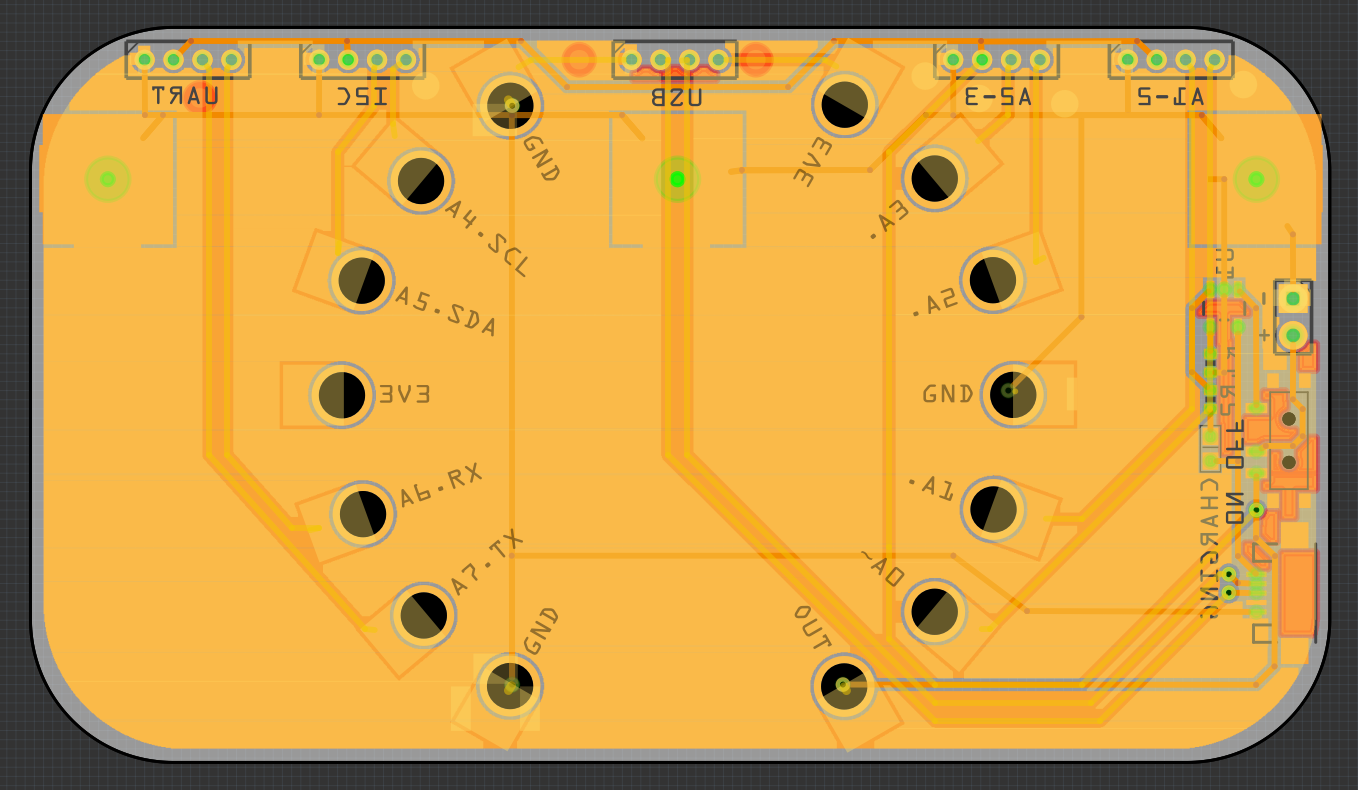 UART
I2C
USB
A2-3
A1-2
GND
3V3
A4.SCL
.A3
A5.SDA
.A2
-
+
3V3
GND
ON OFF
A6.RX
.A1
CHARGING
A7.TX
~A0
GND
OUT